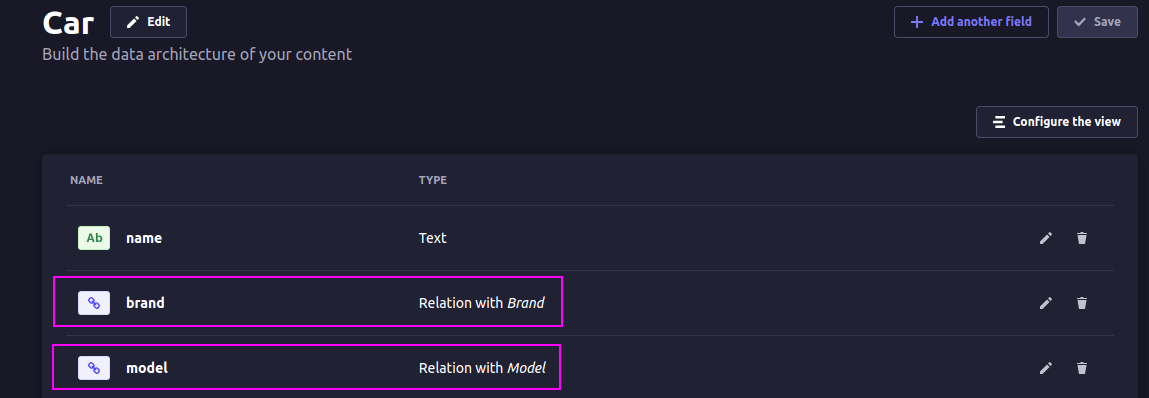 Car
Edit
Add another field
Save
Build the data architecture of your content
Configure the view
NAME TYPE
Ab name Text
brand Relation with Brand
model Relation with Model